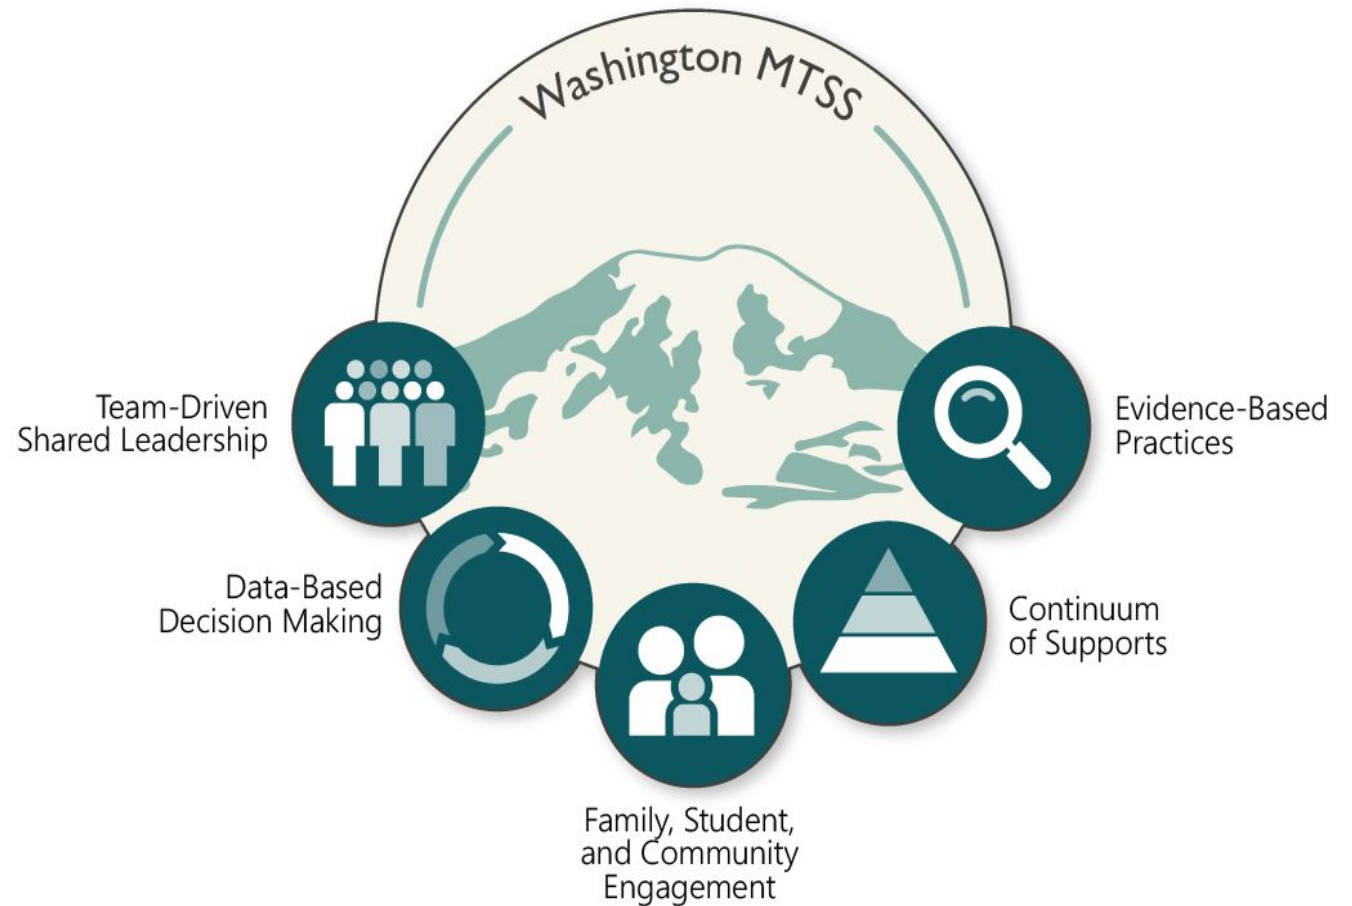 Washington MTSS
Team-Driven
Shared Leadership
Evidence-Based
Practices
Data-Based
Decision Making
Continuum
of Supports
Family, Student,
and Community
Engagement